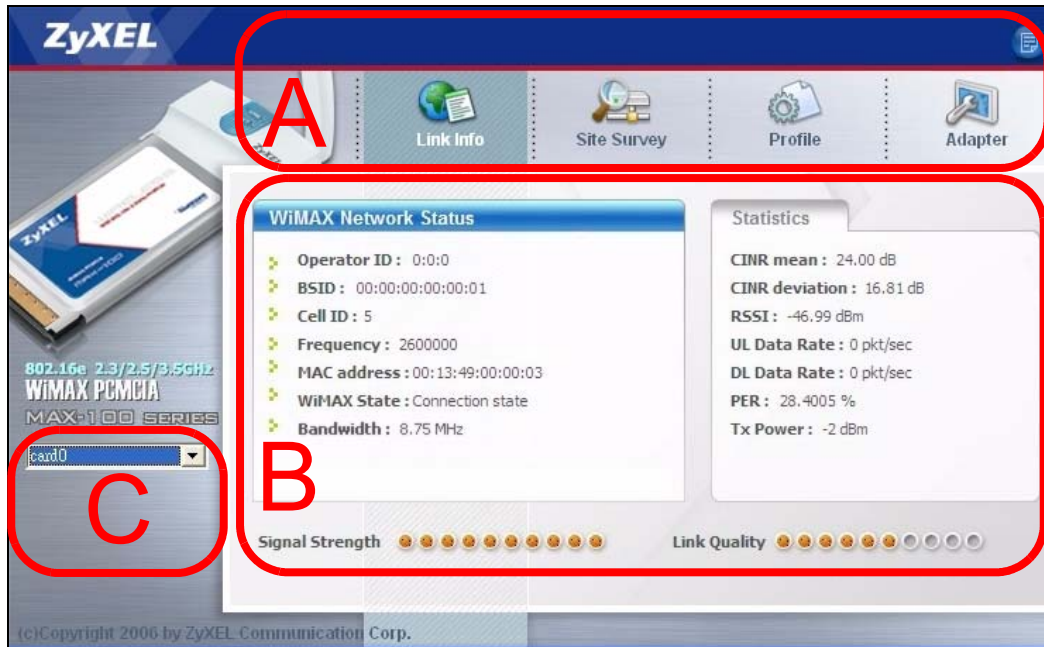 ZyXEL
A
Link Info
Site Survey
Profile
Adapter
ZyXEL
ZyXEL
MAX-100
802.16e 2.3/2.5/3.5GHz
WiMAX PCMCIA
MAX-100 SERIES
card0
C
WiMAX Network Status
Operator ID : 0:0:0
BSID : 00:00:00:00:00:01
Cell ID : 5
Frequency : 2600000
MAC address : 00:13:49:00:00:03
WiMAX State : Connection state
Bandwidth : 8.75 MHz
B
Statistics
CINR mean : 24.00 dB
CINR deviation : 16.81 dB
RSSI : -46.99 dBm
UL Data Rate : 0 pkt/sec
DL Data Rate : 0 pkt/sec
PER : 28.4005 %
Tx Power : -2 dBm
Signal Strength
Link Quality
(c)Copyright 2006 by ZyXEL Communication Corp.